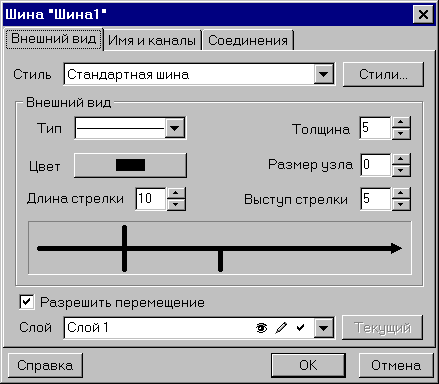 Шина "Шина1"
Внешний вид Имя и каналы Соединения
Стиль Стандартная шина Стили...
Внешний вид
Тип Толщина 5
Цвет Размер узла 0
Длина стрелки 10 Выступ стрелки 5
Разрешить перемещение
Слой Слой 1 Текущий
Справка OK Отмена